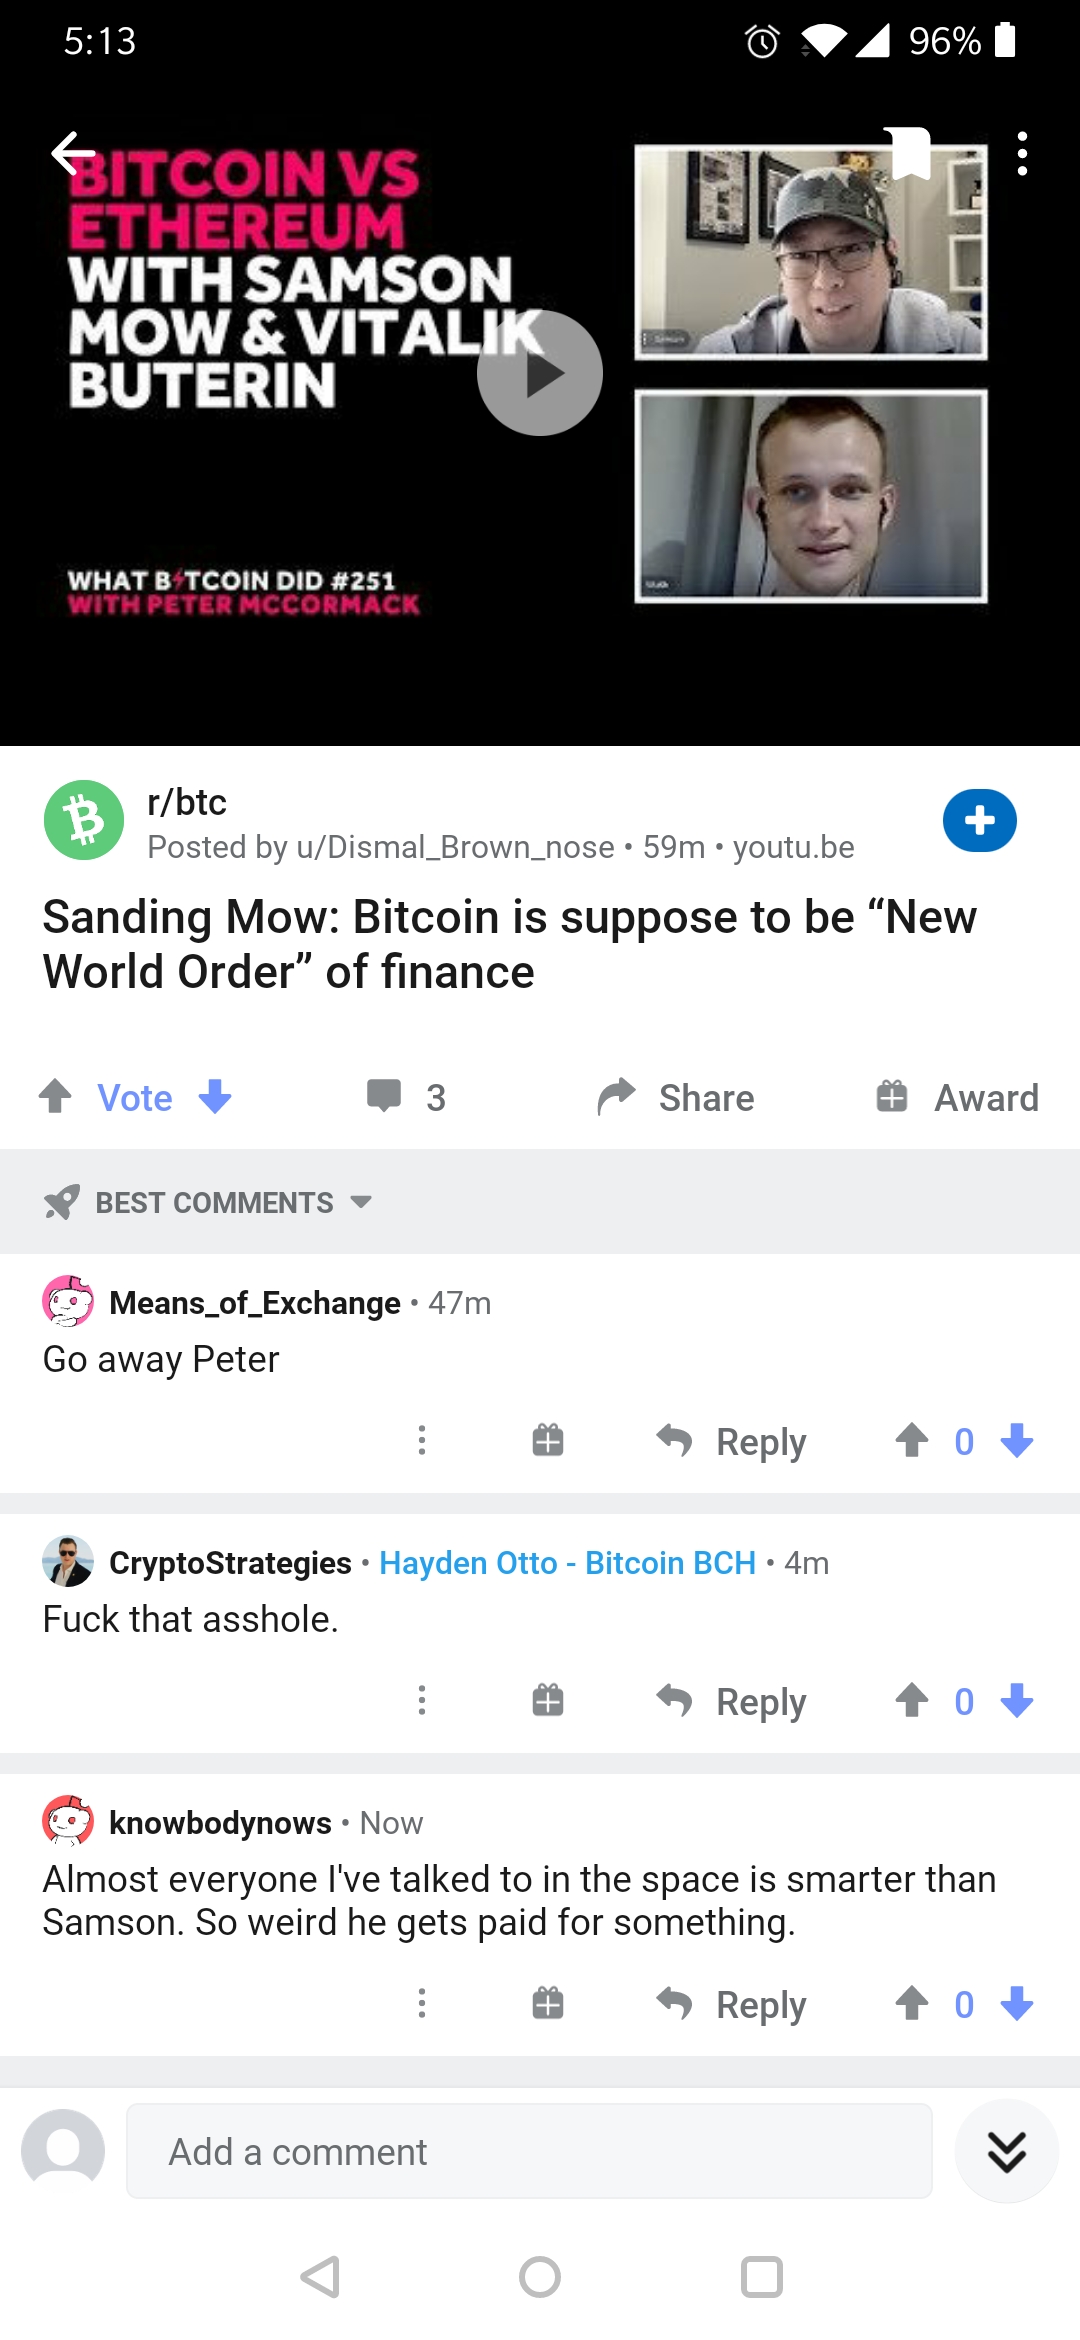 5:13
96%
BITCOIN VS
ETHEREUM
WITH SAMSON
MOW & VITALIK
BUTERIN
WHAT B⚡TCOIN DID #251
WITH PETER MCCORMACK
r/btc
Posted by u/Dismal_Brown_nose • 59m • youtu.be
Sanding Mow: Bitcoin is suppose to be “New
World Order” of finance
Vote 3 Share Award
BEST COMMENTS
Means_of_Exchange • 47m
Go away Peter
Reply 0
CryptoStrategies • Hayden Otto - Bitcoin BCH • 4m
Fuck that asshole.
Reply 0
knowbodynows • Now
Almost everyone I've talked to in the space is smarter than
Samson. So weird he gets paid for something.
Reply 0
Add a comment